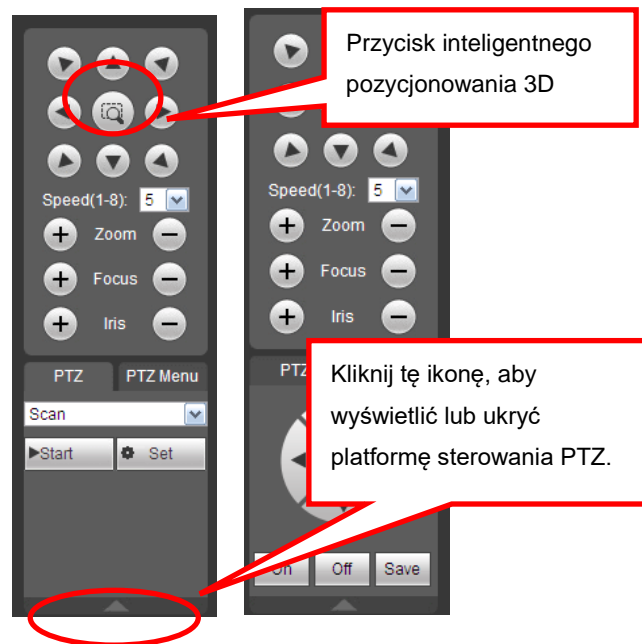 Przycisk inteligentnego
pozycjonowania 3D
Speed(1-8): 5
Zoom
Focus
Iris
PTZ PTZ Menu
Scan
Start Set
Speed(1-8): 5
Zoom
Focus
Iris
PTZ
Kliknij tę ikonę, aby
wyświetlić lub ukryć
platformę sterowania PTZ.
On Off Save